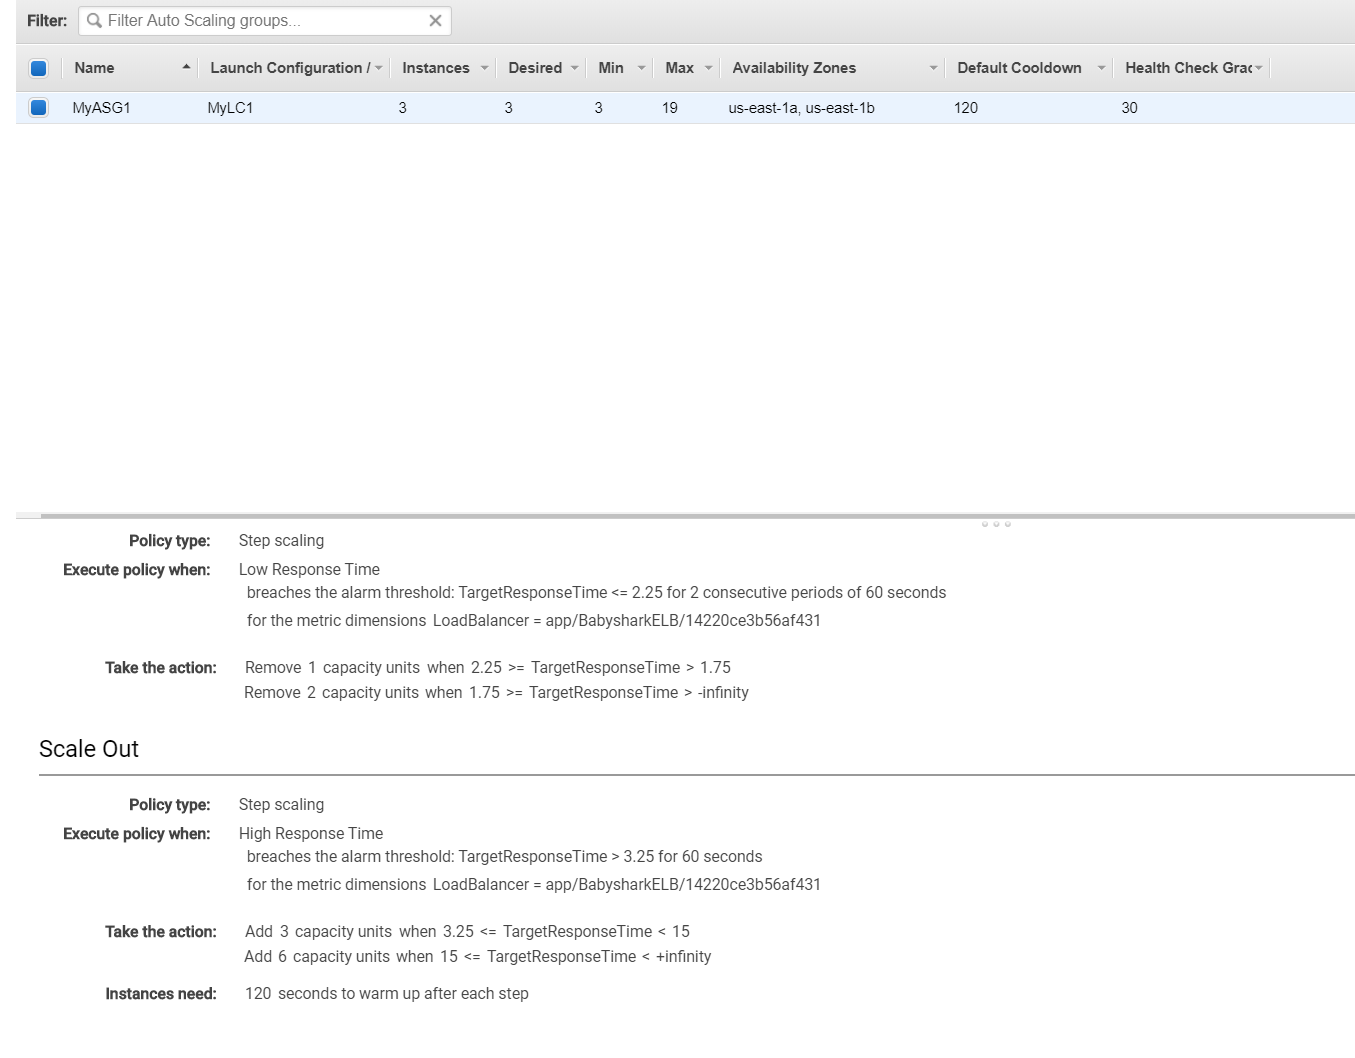 Filter: Filter Auto Scaling groups...
Name Launch Configuration / Instances Desired Min Max Availability Zones Default Cooldown Health Check Grac
MyASG1 MyLC1 3 3 3 19 us-east-1a, us-east-1b 120 30
Policy type: Step scaling
Execute policy when: Low Response Time
breaches the alarm threshold: TargetResponseTime <= 2.25 for 2 consecutive periods of 60 seconds
for the metric dimensions LoadBalancer = app/BabysharkELB/14220ce3b56af431
Take the action: Remove 1 capacity units when 2.25 >= TargetResponseTime > 1.75
Remove 2 capacity units when 1.75 >= TargetResponseTime > -infinity
Scale Out
Policy type: Step scaling
Execute policy when: High Response Time
breaches the alarm threshold: TargetResponseTime > 3.25 for 60 seconds
for the metric dimensions LoadBalancer = app/BabysharkELB/14220ce3b56af431
Take the action: Add 3 capacity units when 3.25 <= TargetResponseTime < 15
Add 6 capacity units when 15 <= TargetResponseTime < +infinity
Instances need: 120 seconds to warm up after each step